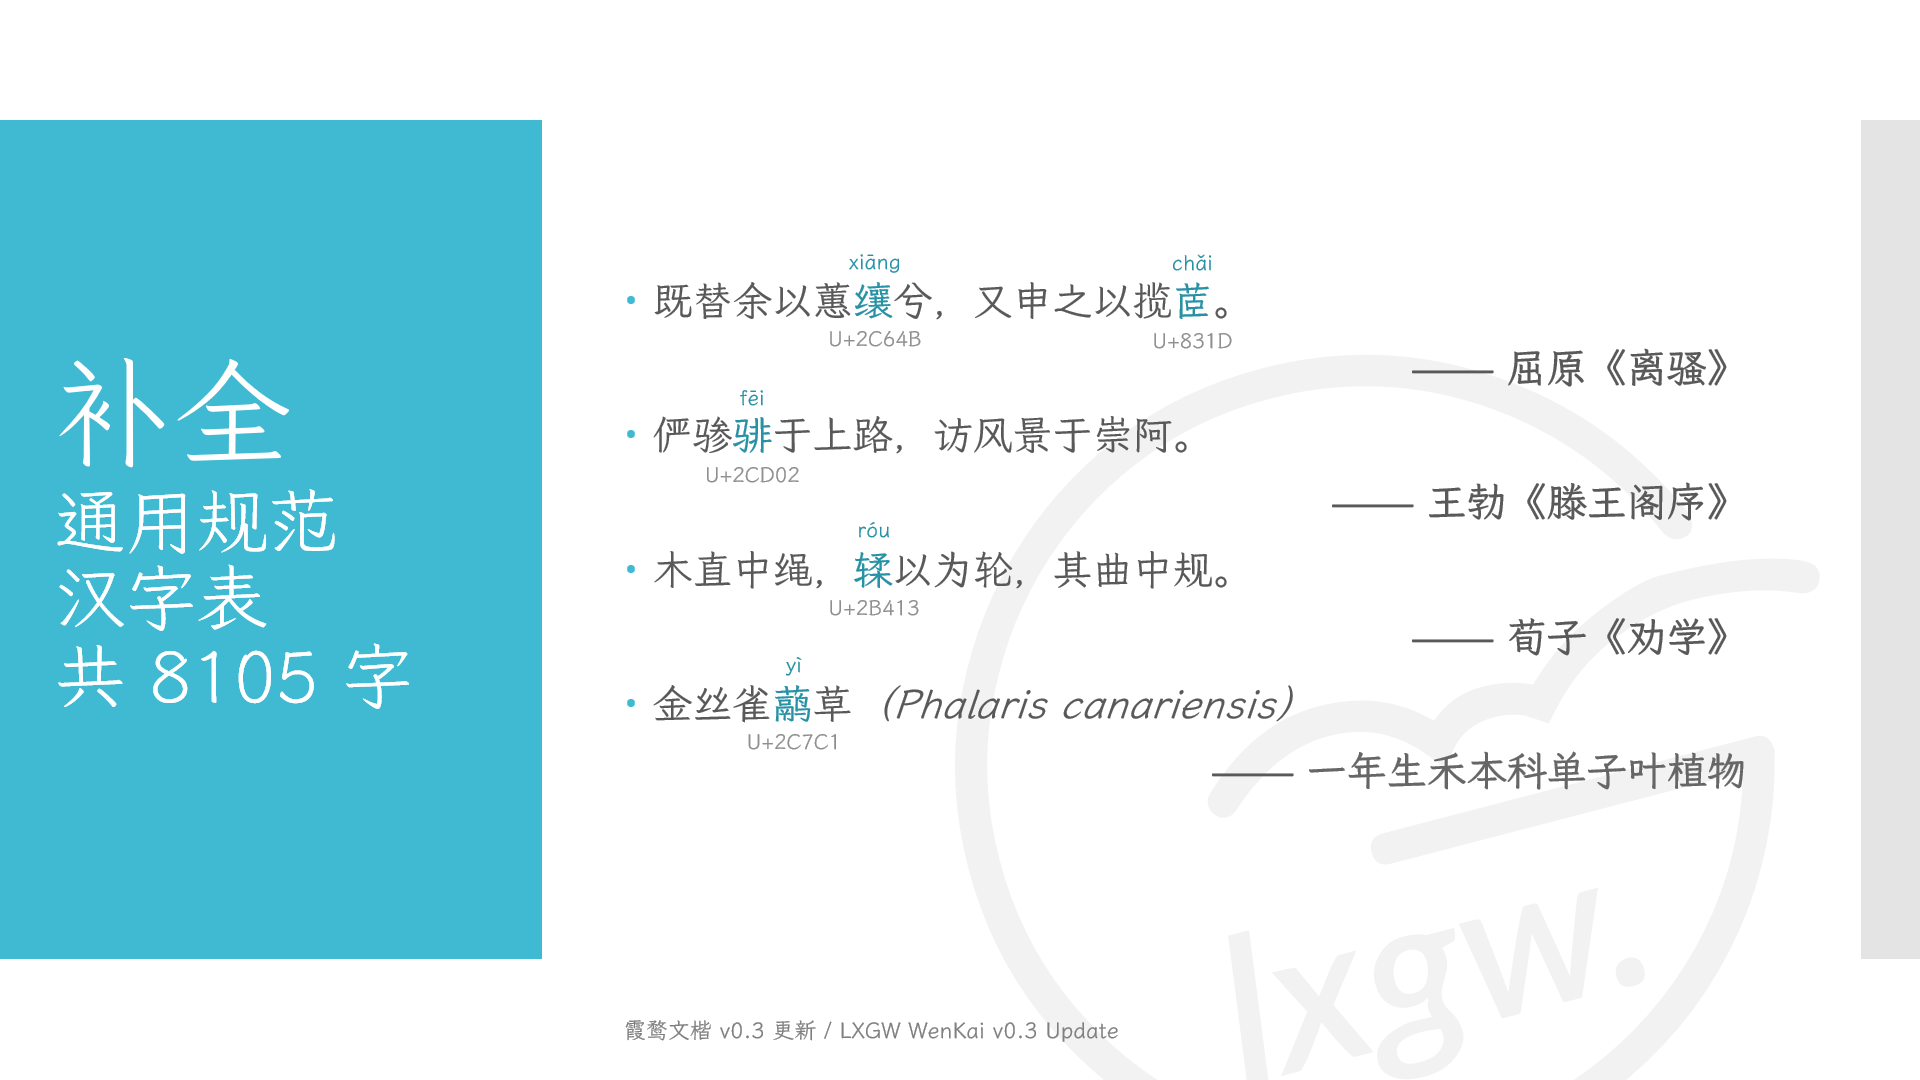 补全
通用规范
汉字表
共 8105 字
xiāng chǎi
• 既替余以蕙𬙋兮，又申之以揽茝。
U+2C64B U+831D
—— 屈原《离骚》
fēi
• 俨骖𬴂于上路，访风景于崇阿。
U+2CD02
—— 王勃《滕王阁序》
róu
• 木直中绳，𫐓以为轮，其曲中规。
U+2B413
—— 荀子《劝学》
yì
• 金丝雀𬟁草（Phalaris canariensis）
U+2C7C1
—— 一年生禾本科单子叶植物
lxgw.
霞鹜文楷 v0.3 更新 / LXGW WenKai v0.3 Update